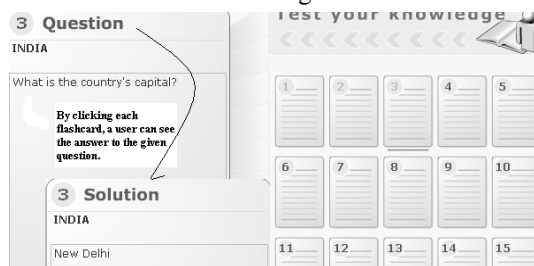 3 Question
INDIA
What is the country's capital?
By clicking each
flashcard, a user can see
the answer to the given
question.
3 Solution
INDIA
New Delhi
Test your knowledge
1
2
3
4
5
6
7
8
9
10
11
12
13
14
15